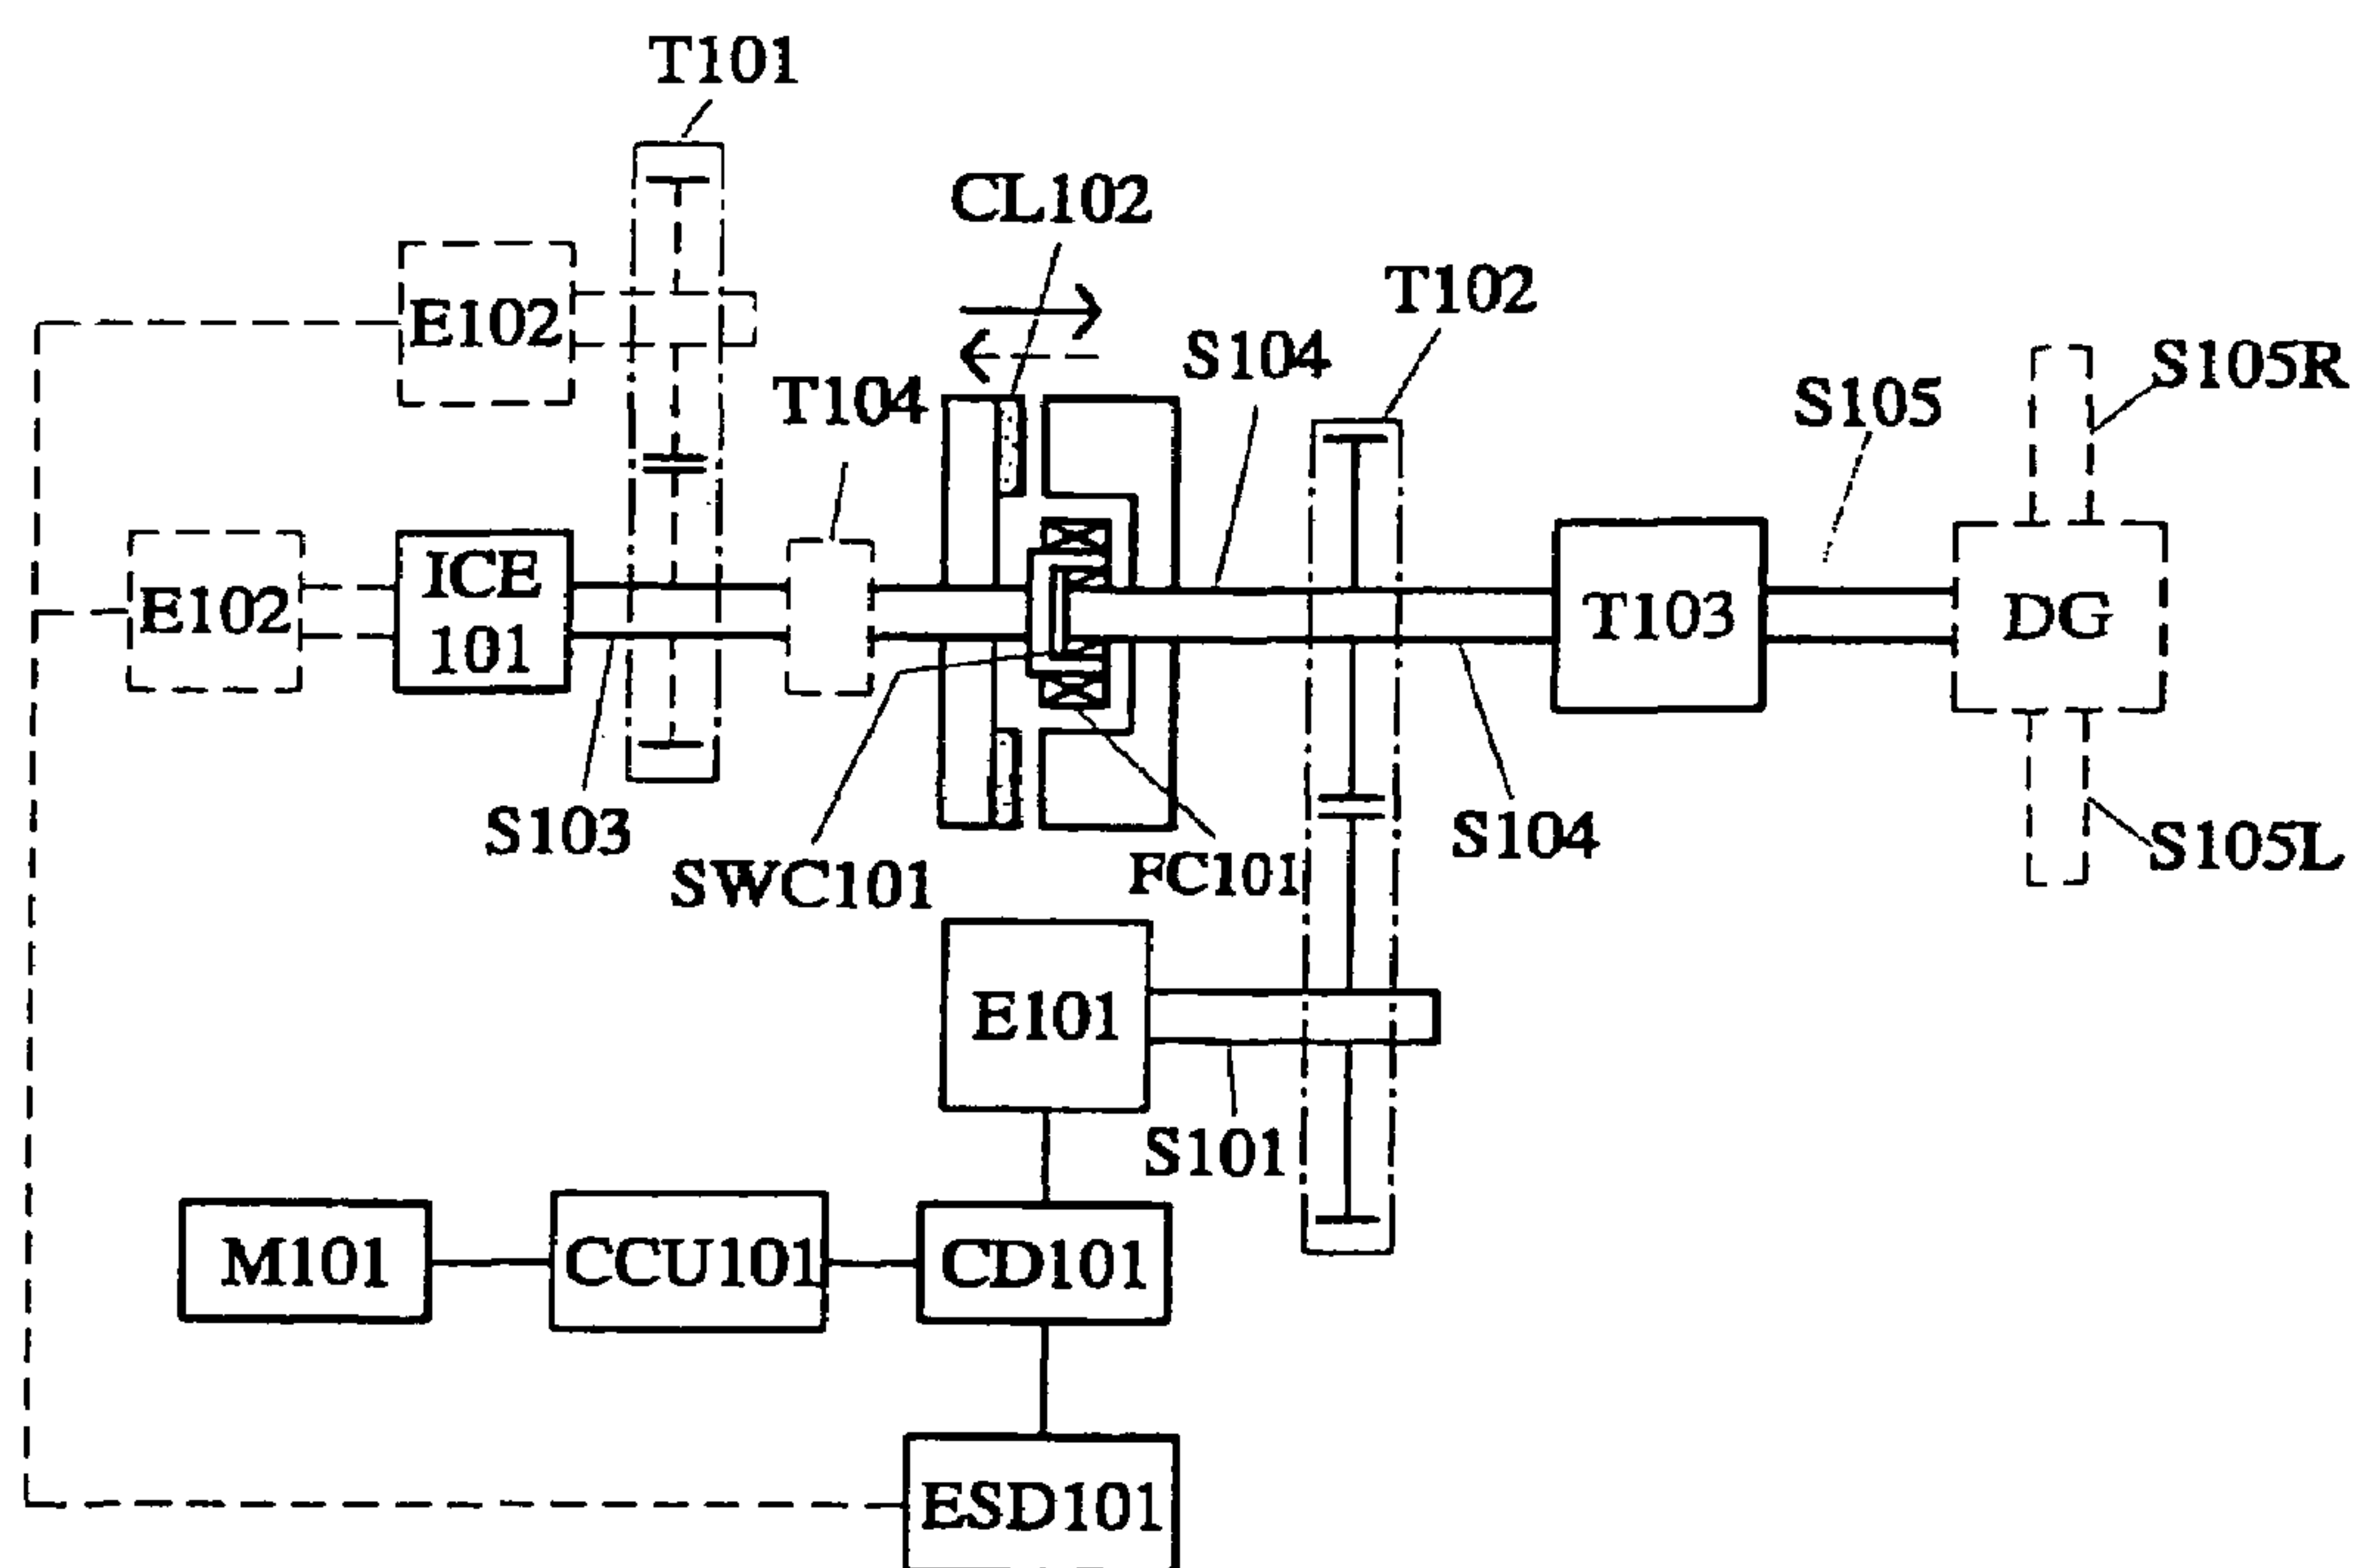 T101
CL102
T102
E102
S104
S105R
T104
S105
ICE
101
E102
T103
DG
S103
S104
S105L
SWC101
FC101
E101
S101
M101
CCU101
CD101
ESD101